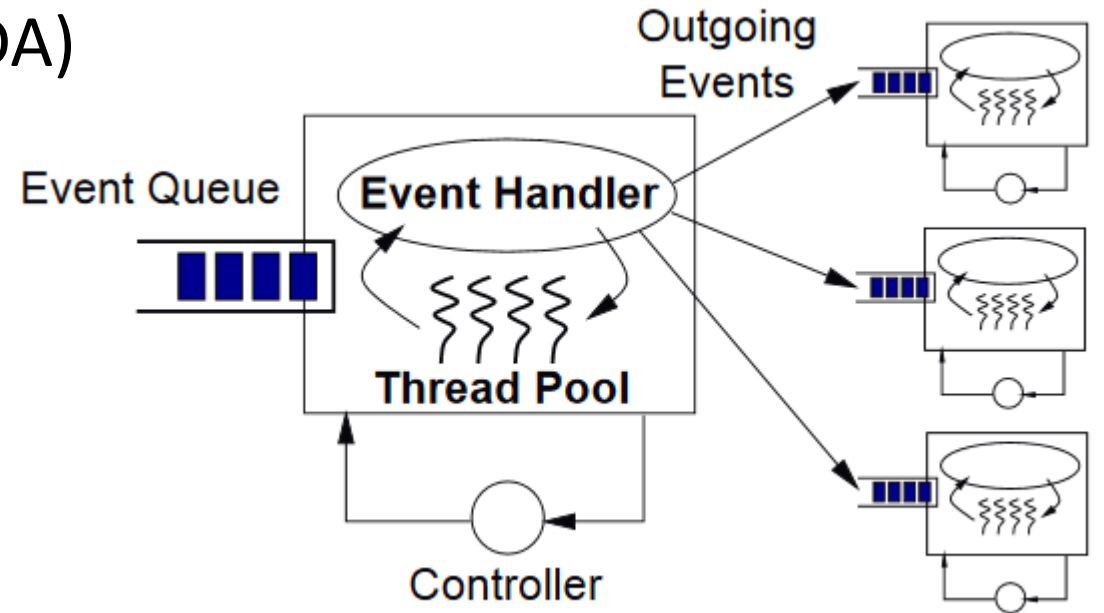 DA)
Outgoing
Events
Event Queue
Event Handler
Thread Pool
Controller